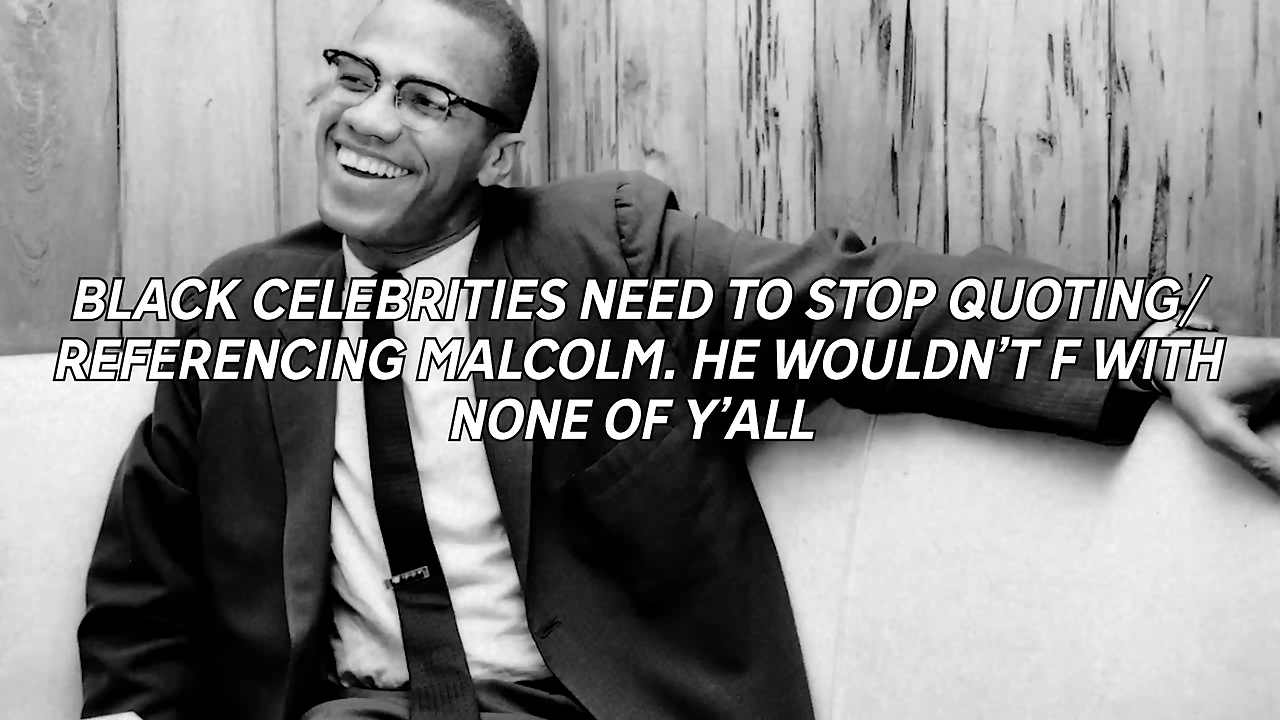 BLACK CELEBRITIES NEED TO STOP QUOTING/
REFERENCING MALCOLM. HE WOULDN'T F WITH
NONE OF Y'ALL